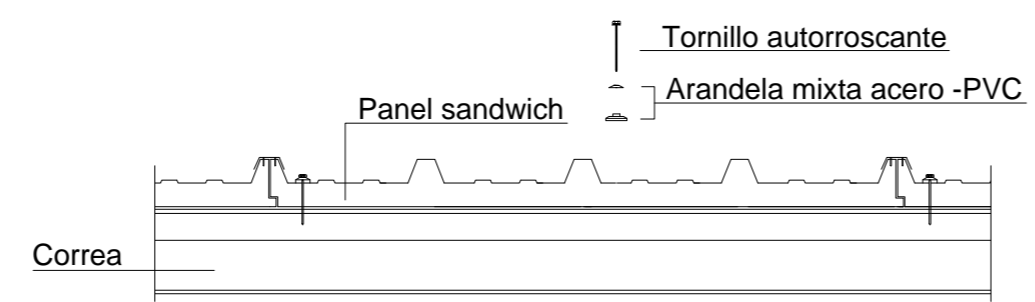 Tornillo autorroscante
Arandela mixta acero -PVC
Panel sandwich
Correa